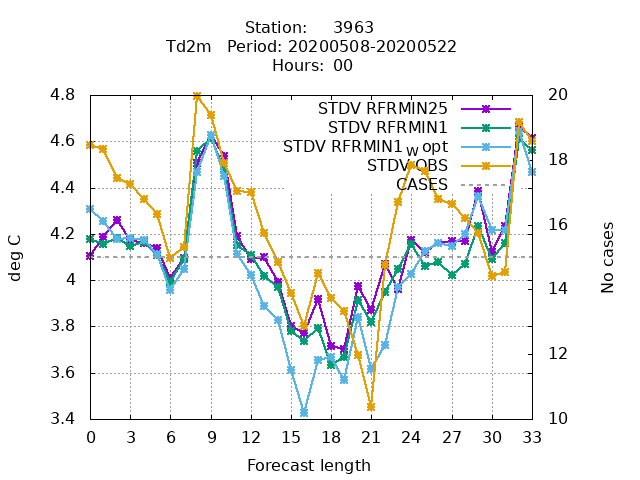 Station: 3963
Td2m Period: 20200508-20200522
Hours: 00
4.8
4.6
4.4
4.2
4
3.8
3.6
3.4
20
18
16
14
12
10
deg C
No cases
STDV RFRMIN25
STDV RFRMIN1
STDV RFRMIN1wopt
STDV OBS
CASES
0 3 6 9 12 15 18 21 24 27 30 33
Forecast length